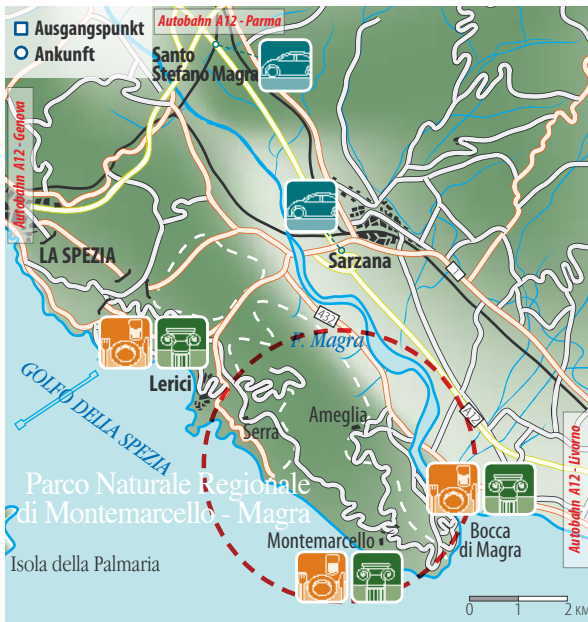 Ausgangspunkt
Ankunft
Autobahn A12 - Parma
Santo
Stefano Magra
Autobahn A12 - Genova
LA SPEZIA
Sarzana
432
F. Magra
Lerici
GOLFO DELLA SPEZIA
Serra
Ameglia
A12
Autobahn A12 - Livorno
Parco Naturale Regionale
di Montemarcello - Magra
Montemarcello
Bocca
di Magra
Isola della Palmaria
0 1 2 KM